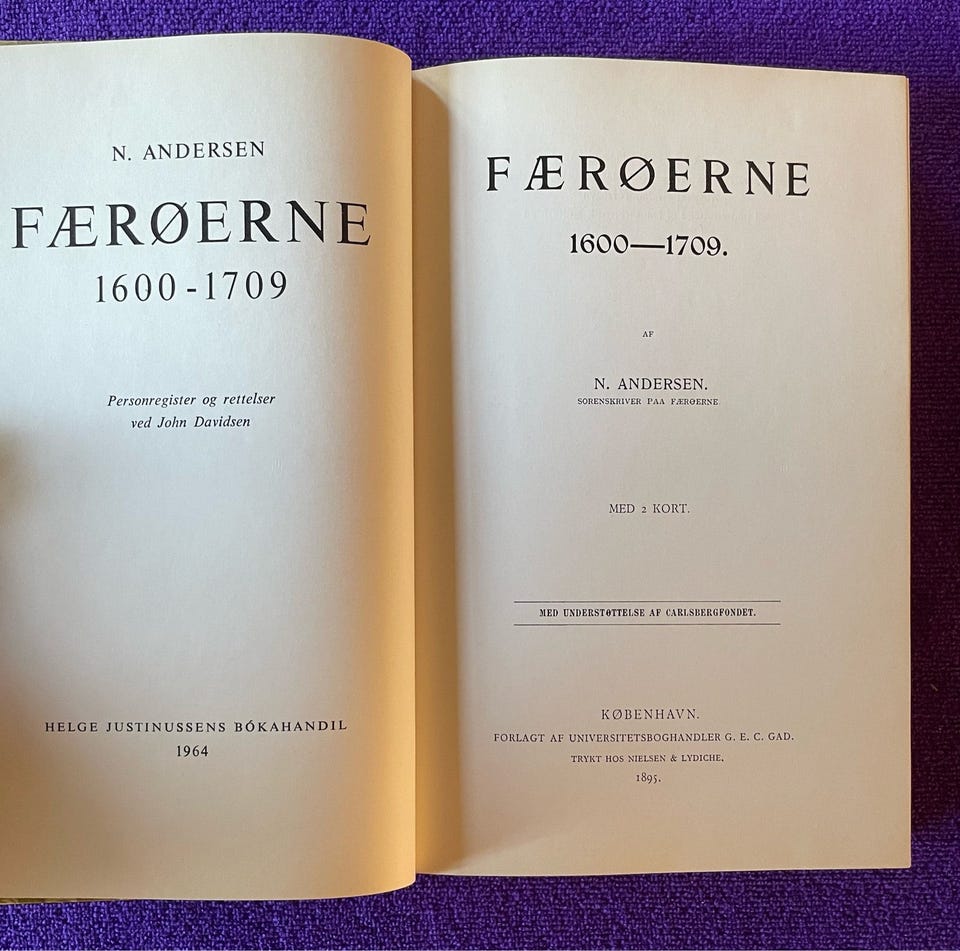 N. ANDERSEN
FÆRØERNE
1600-1709
Personregister og rettelser
ved John Davidsen
HELGE JUSTINUSSENS BÓKAHANDIL
1964
FÆRØERNE
1600—1709.
AF
N. ANDERSEN.
SORENSKRIVER PAA FÆRØERNE
MED 2 KORT.
MED UNDERSTØTTELSE AF CARLSBERGFONDET.
KØBENHAVN.
FORLAGT AF UNIVERSITETSBOGHANDLER G. E. C. GAD.
TRYKT HOS NIELSEN & LYDICHE.
1895.